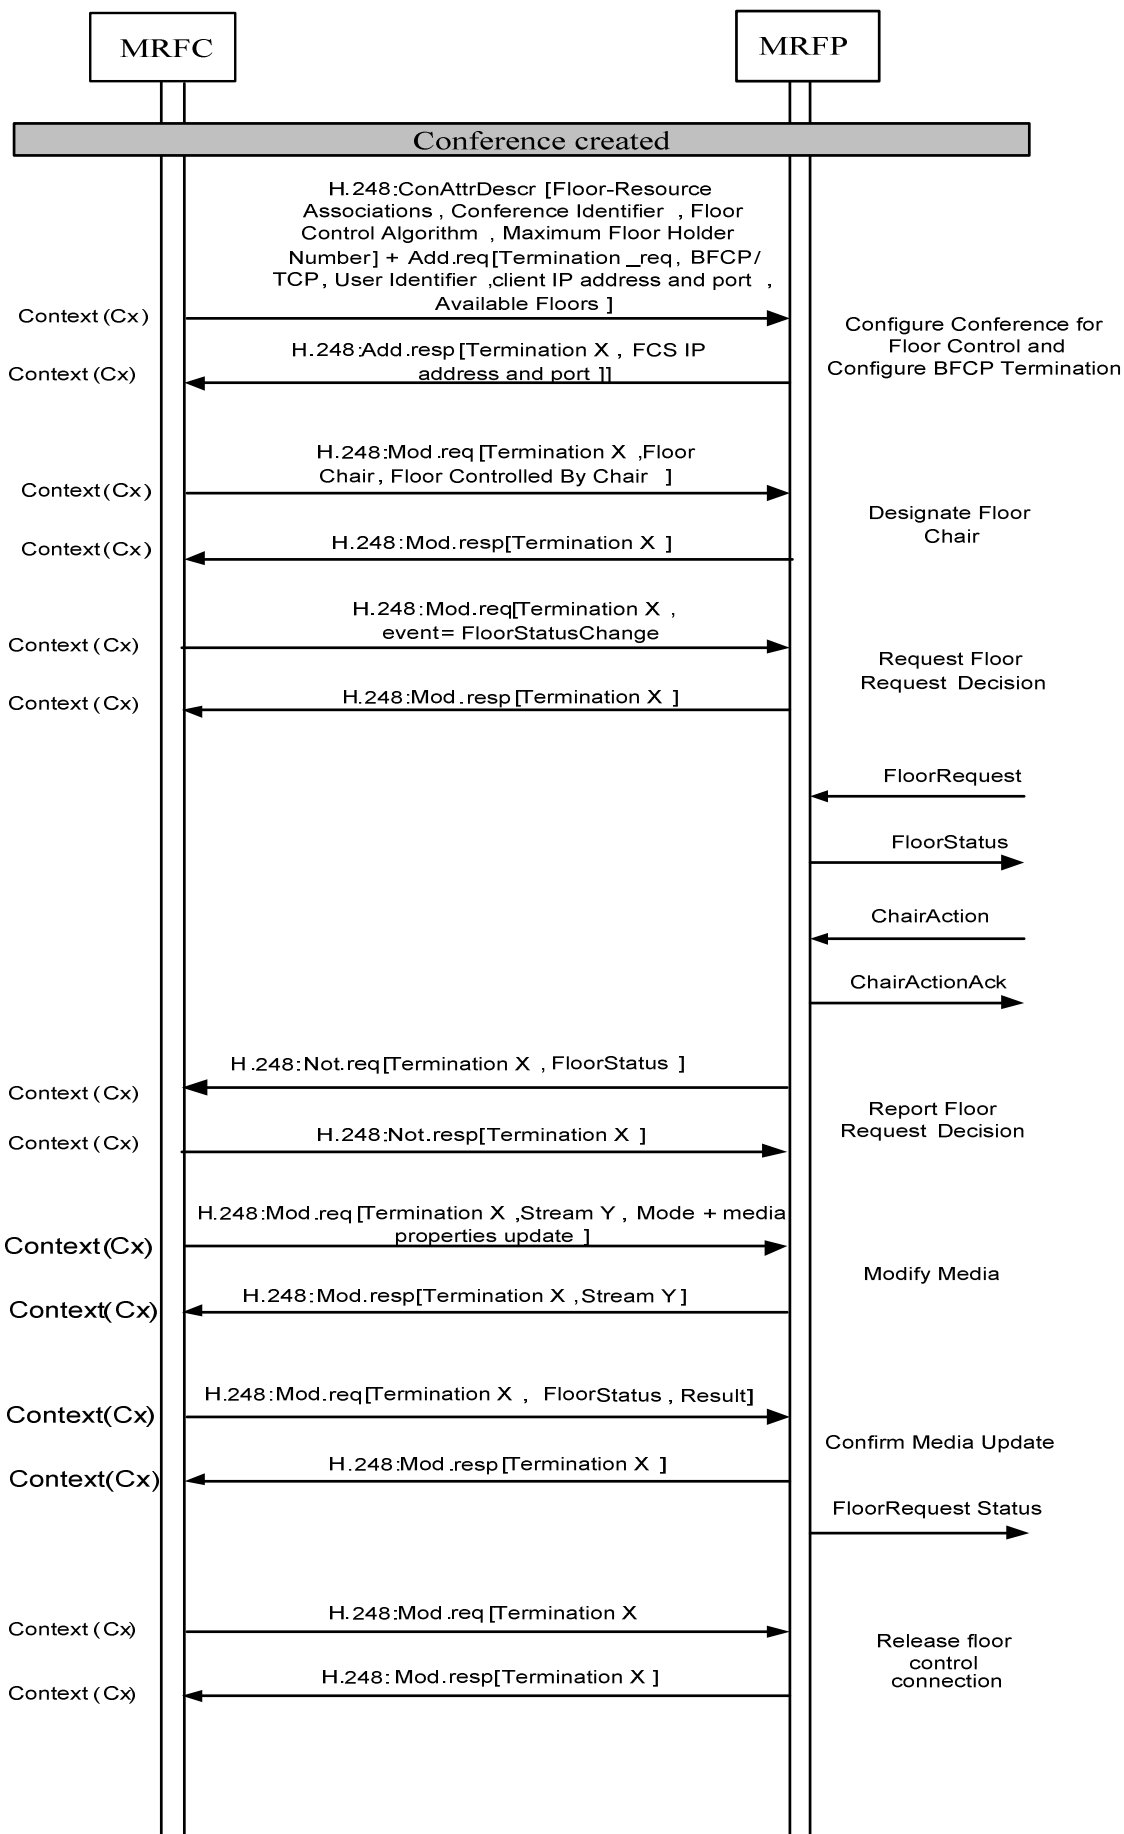 MRFC
MRFP
Conference created
H.248:ConAttrDescr [Floor-Resource
Associations , Conference Identifier , Floor
Control Algorithm , Maximum Floor Holder
Number] + Add.req[Termination _req, BFCP/
TCP, User Identifier ,client IP address and port ,
Available Floors ]
Context (Cx)
Configure Conference for
Floor Control and
Configure BFCP Termination
H.248:Add.resp[Termination X , FCS IP
address and port ]]
Context (Cx)
H.248:Mod.req [Termination X ,Floor
Chair, Floor Controlled By Chair ]
Context (Cx)
Designate Floor
Chair
H.248:Mod.resp[Termination X ]
Context (Cx)
H.248:Mod.req[Termination X ,
event= FloorStatusChange
Context (Cx)
Request Floor
Request Decision
H.248:Mod.resp [Termination X ]
Context (Cx)
FloorRequest
FloorStatus
ChairAction
ChairActionAck
H.248:Not.req[Termination X , FloorStatus ]
Context (Cx)
Report Floor
Request Decision
H.248:Not.resp[Termination X ]
Context (Cx)
H.248:Mod.req [Termination X ,Stream Y , Mode + media
properties update ]
Context(Cx)
Modify Media
H.248:Mod.resp[Termination X ,Stream Y]
Context(Cx)
H.248:Mod.req[Termination X , FloorStatus , Result]
Context(Cx)
Confirm Media Update
H.248:Mod.resp [Termination X ]
Context(Cx)
FloorRequest Status
H.248:Mod.req [Termination X
Context (Cx)
Release floor
control
connection
H.248: Mod.resp[Termination X ]
Context (Cx)